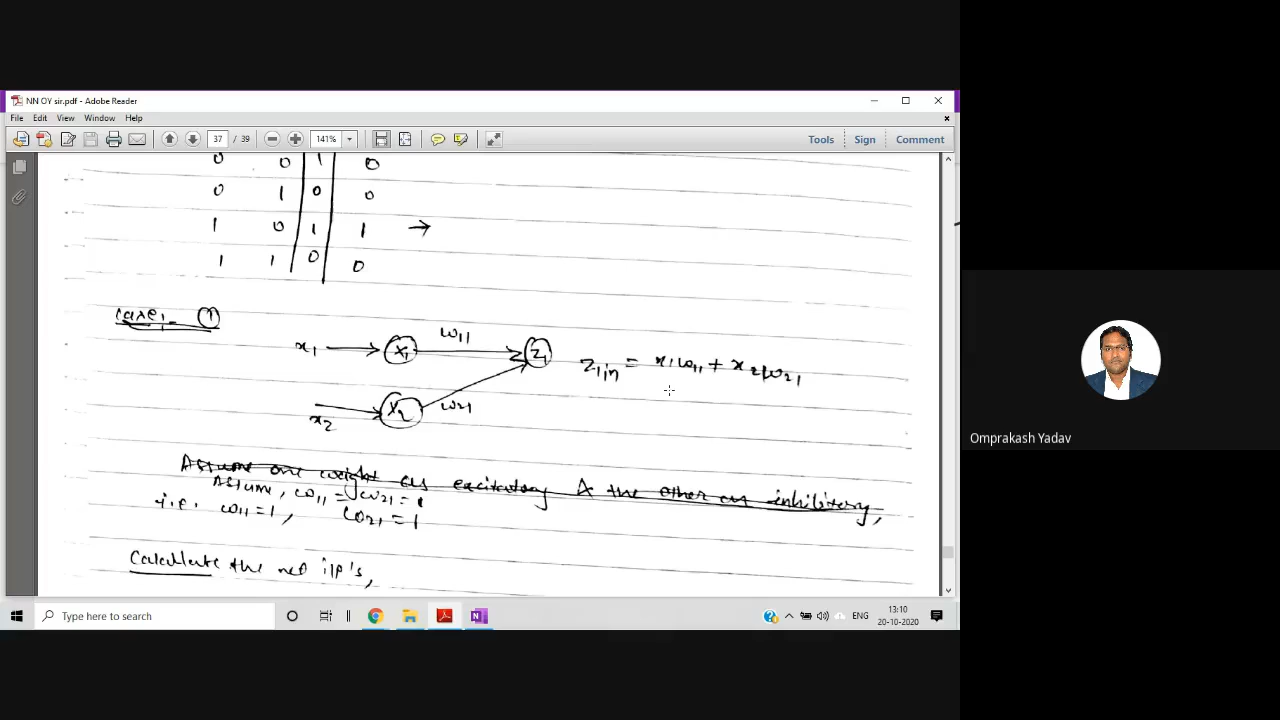 NN OY sir.pdf - Adobe Reader
File Edit View Window Help
37 / 39 141% Tools Sign Comment
0 0 1 0
0 1 0 0
1 0 1 1 →
1 1 0 0
Case:- ①
x1 X1 w11 Z1 Z1in = x1w11 + x2w21
x2 X2 w21
Assume one weight as excitatory & the other as inhibitory,
Assume, w11 = w21 = 1
i.e. w11 = 1, w21 = 1
Calculate the net i/p's,
Omprakash Yadav
Type here to search
ENG 13:10
20-10-2020